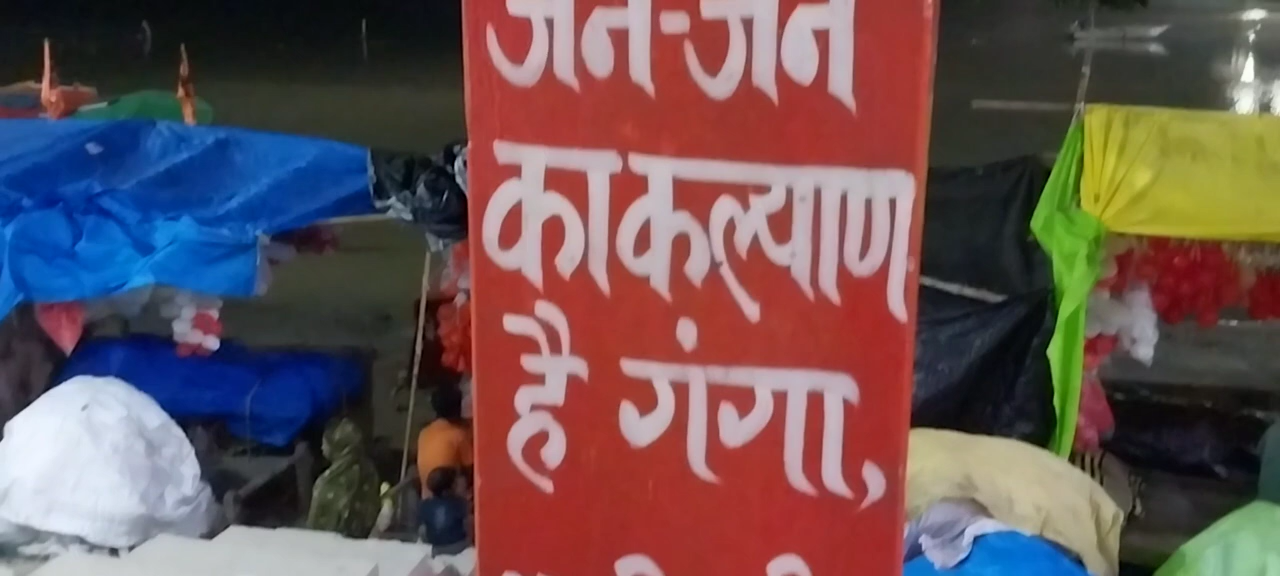 जन-जन
का कल्याण
है गंगा,